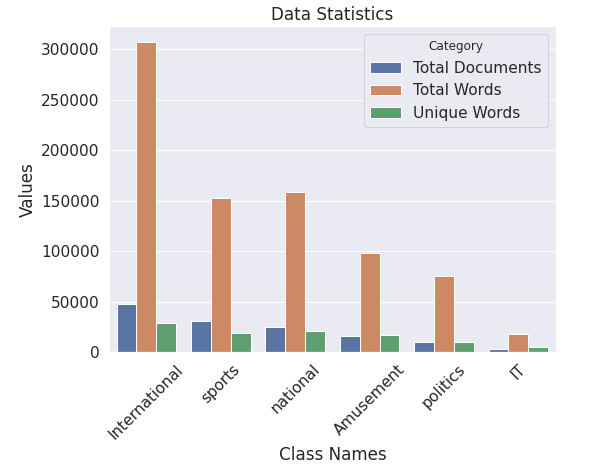 Data Statistics
Category
Total Documents
Total Words
Unique Words
Values
300000
250000
200000
150000
100000
50000
0
International
sports
national
Amusement
politics
IT
Class Names